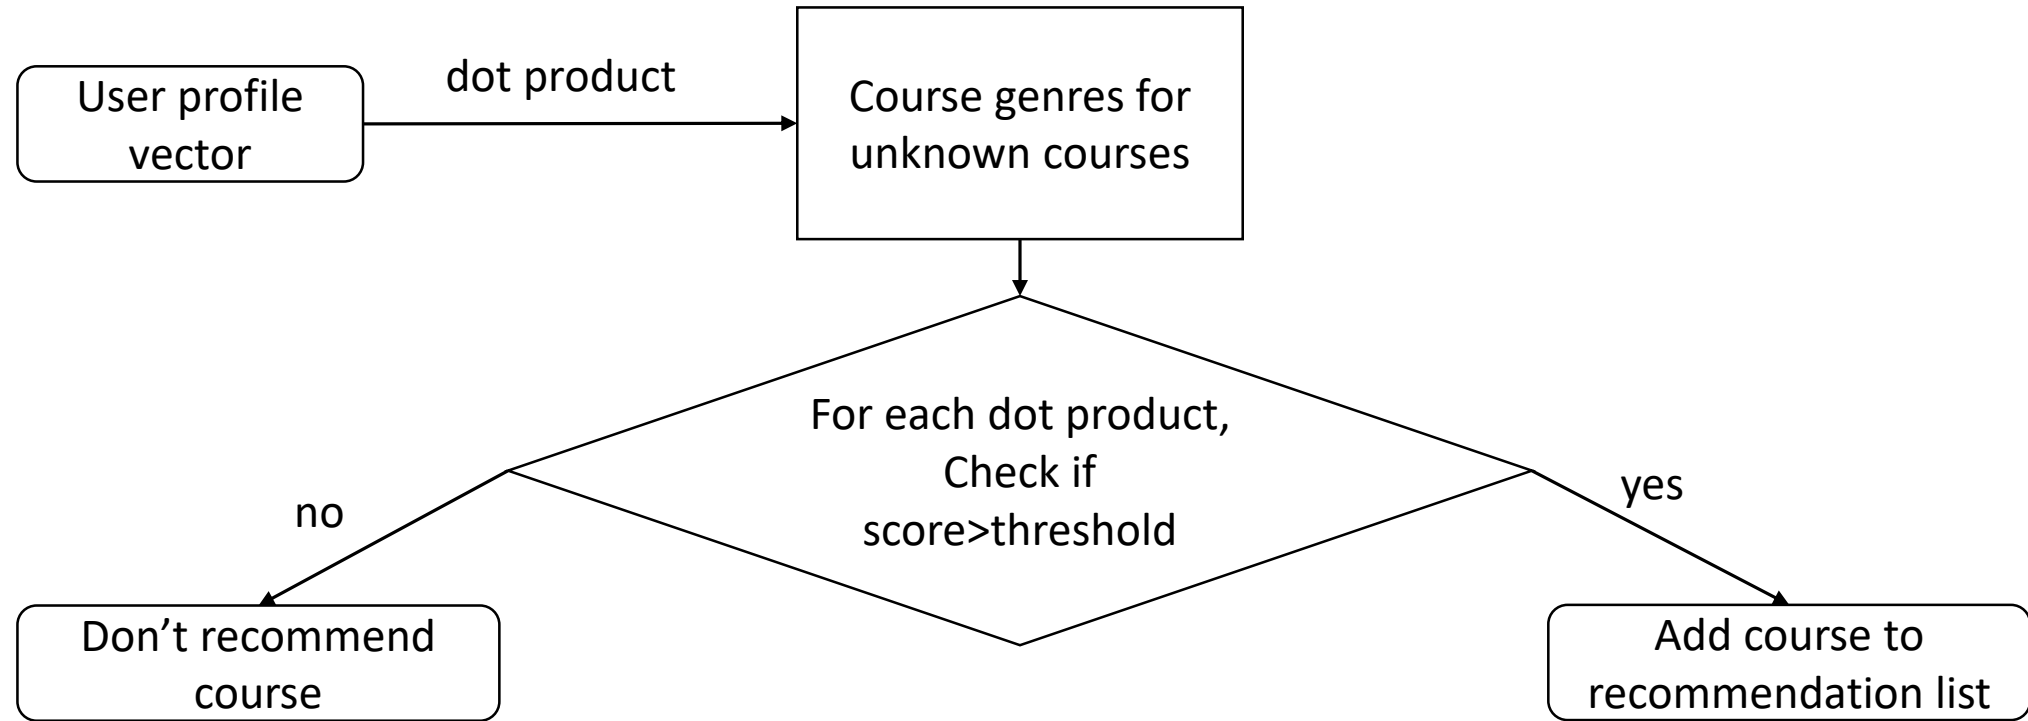 User profile
vector
dot product
Course genres for
unknown courses
For each dot product,
Check if
score>threshold
no
yes
Don’t recommend
course
Add course to
recommendation list